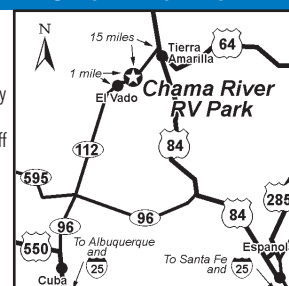 N
15 miles
Tierra
Amarilla
64
1 mile
El Vado
Chama River
RV Park
y
ff
112
84
595
96
84
285
96
550
To Albuquerque
and
25
To Santa Fe
and
25
Espanol
Cuba